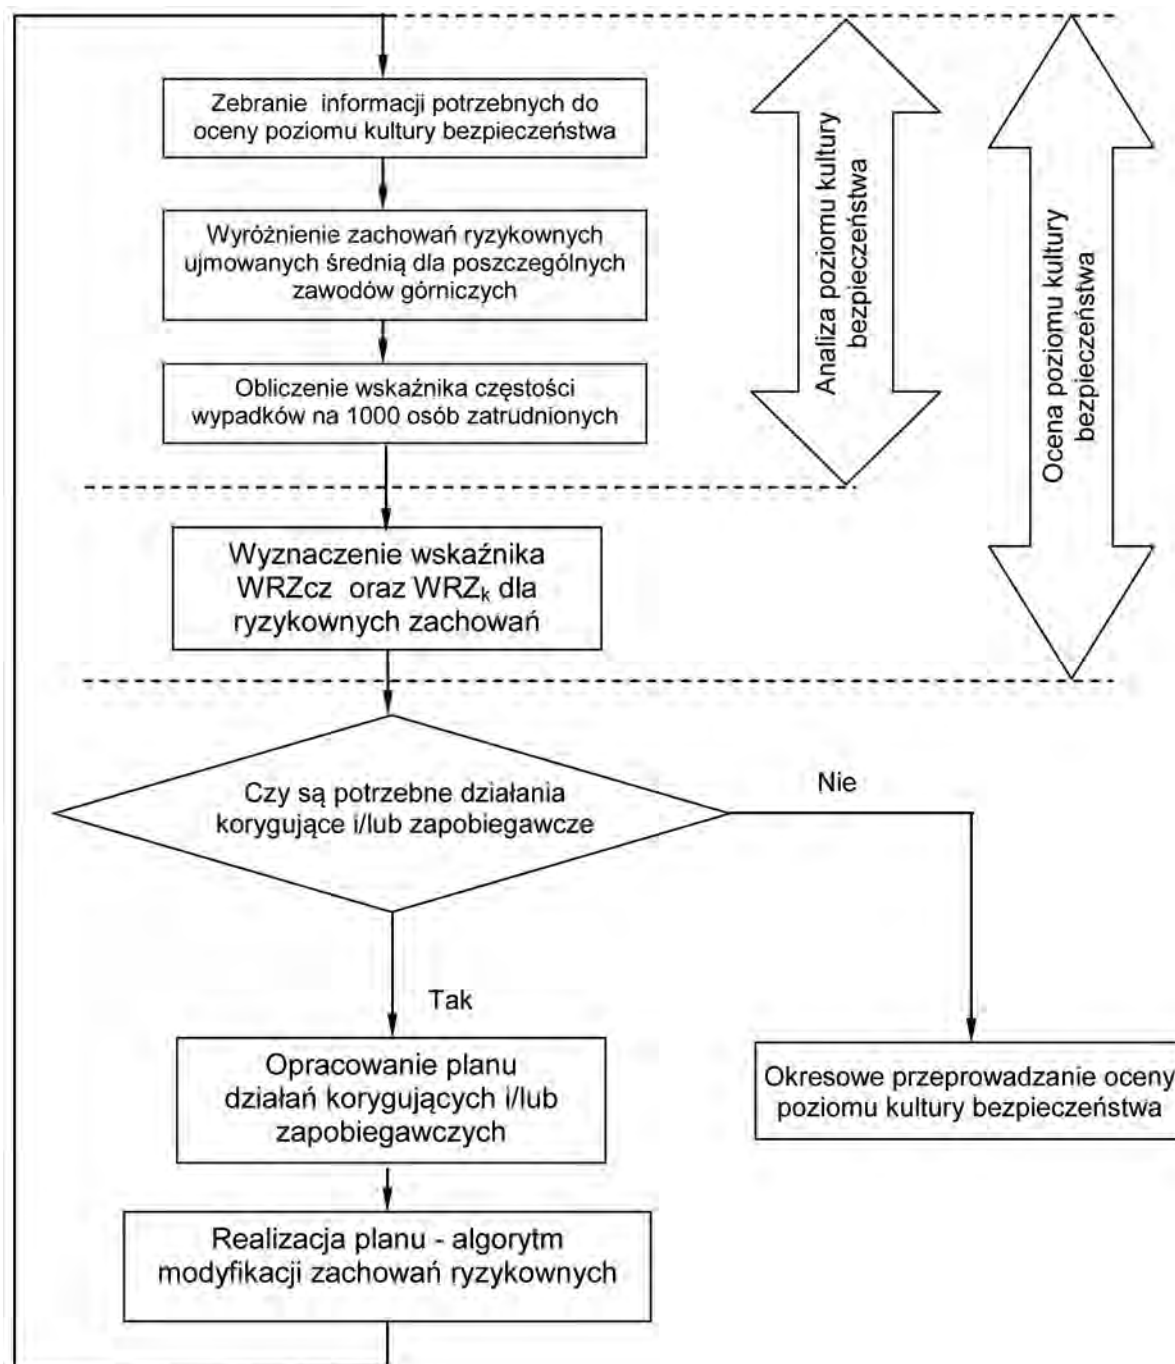 Zebranie informacji potrzebnych do
oceny poziomu kultury bezpieczeństwa
Wyróżnienie zachowań ryzykownych
ujmowanych średnią dla poszczególnych
zawodów górniczych
Obliczenie wskaźnika częstości
wypadków na 1000 osób zatrudnionych
Analiza poziomu kultury
bezpieczeństwa
Ocena poziomu kultury
bezpieczeństwa
Wyznaczenie wskaźnika
WRZcz oraz WRZₖ dla
ryzykownych zachowań
Czy są potrzebne działania
korygujące i/lub zapobiegawcze
Nie
Tak
Opracowanie planu
działań korygujących i/lub
zapobiegawczych
Okresowe przeprowadzanie oceny
poziomu kultury bezpieczeństwa
Realizacja planu - algorytm
modyfikacji zachowań ryzykownych